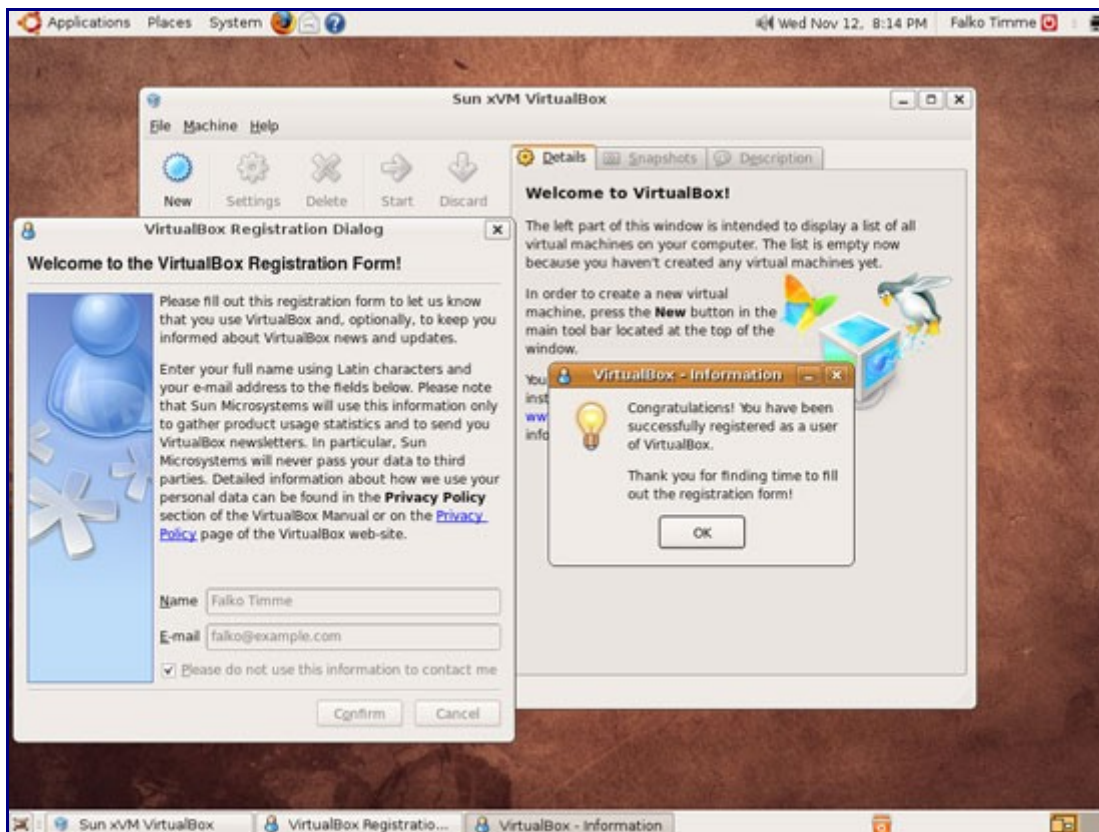 Applications Places System
Wed Nov 12, 8:14 PM Falko Timme
Sun xVM VirtualBox
File Machine Help
New Settings Delete Start Discard
Details Snapshots Description
Welcome to VirtualBox!
The left part of this window is intended to display a list of all
virtual machines on your computer. The list is empty now
because you haven't created any virtual machines yet.
In order to create a new virtual
machine, press the New button in the
main tool bar located at the top of the
window.
You
inst
ww
info
VirtualBox Registration Dialog
Welcome to the VirtualBox Registration Form!
Please fill out this registration form to let us know
that you use VirtualBox and, optionally, to keep you
informed about VirtualBox news and updates.
Enter your full name using Latin characters and
your e-mail address to the fields below. Please note
that Sun Microsystems will use this information only
to gather product usage statistics and to send you
VirtualBox newsletters. In particular, Sun
Microsystems will never pass your data to third
parties. Detailed information about how we use your
personal data can be found in the Privacy Policy
section of the VirtualBox Manual or on the Privacy
Policy page of the VirtualBox web-site.
Name Falko Timme
E-mail falko@example.com
Please do not use this information to contact me
Confirm Cancel
VirtualBox - Information
Congratulations! You have been
successfully registered as a user
of VirtualBox.
Thank you for finding time to fill
out the registration form!
OK
Sun xVM VirtualBox
VirtualBox Registratio...
VirtualBox - Information